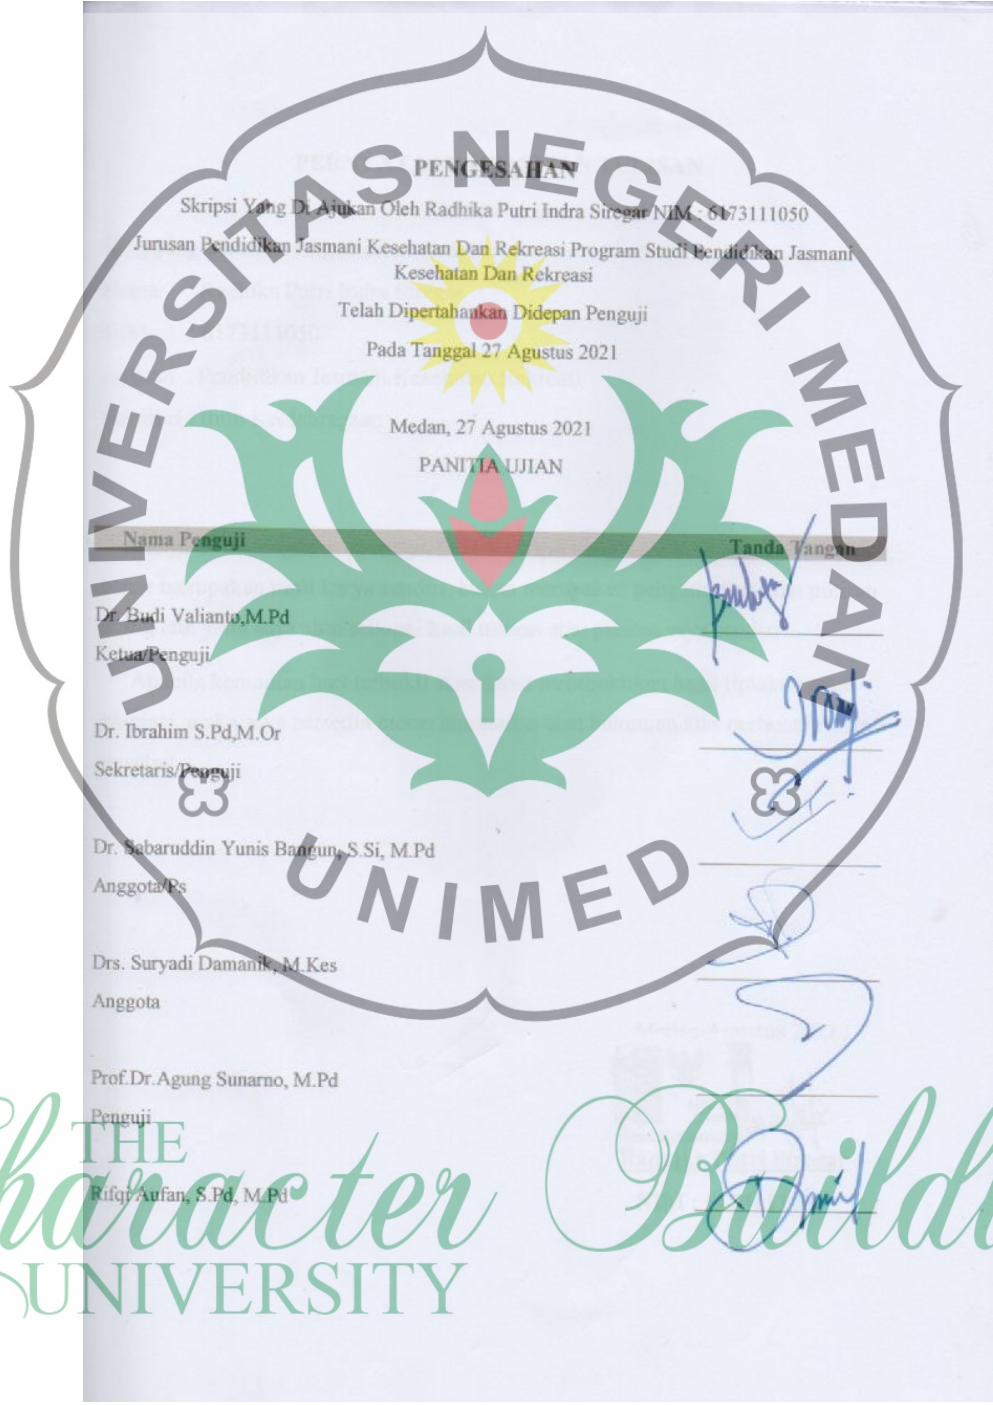 PENGESAHAN
Skripsi Yang Di Ajukan Oleh Radhika Putri Indra Siregar NIM : 6173111050
Jurusan Pendidikan Jasmani Kesehatan Dan Rekreasi Program Studi Pendidikan Jasmani
Kesehatan Dan Rekreasi
Telah Dipertahankan Didepan Penguji
Pada Tanggal 27 Agustus 2021
Medan, 27 Agustus 2021
PANITIA UJIAN
Nama Penguji Tanda Tangan
Dr. Budi Valianto,M.Pd
Ketua/Penguji
Dr. Ibrahim S.Pd,M.Or
Sekretaris/Penguji
Dr. Sabaruddin Yunis Bangun, S.Si, M.Pd
Anggota/Ps
Drs. Suryadi Damanik, M.Kes
Anggota
Prof.Dr.Agung Sunarno, M.Pd
Penguji
Rifqi Aufan, S.Pd, M.Pd
UNIVERSITAS NEGERI MEDAN
UNIMED
THE
Character Buildi
UNIVERSITY